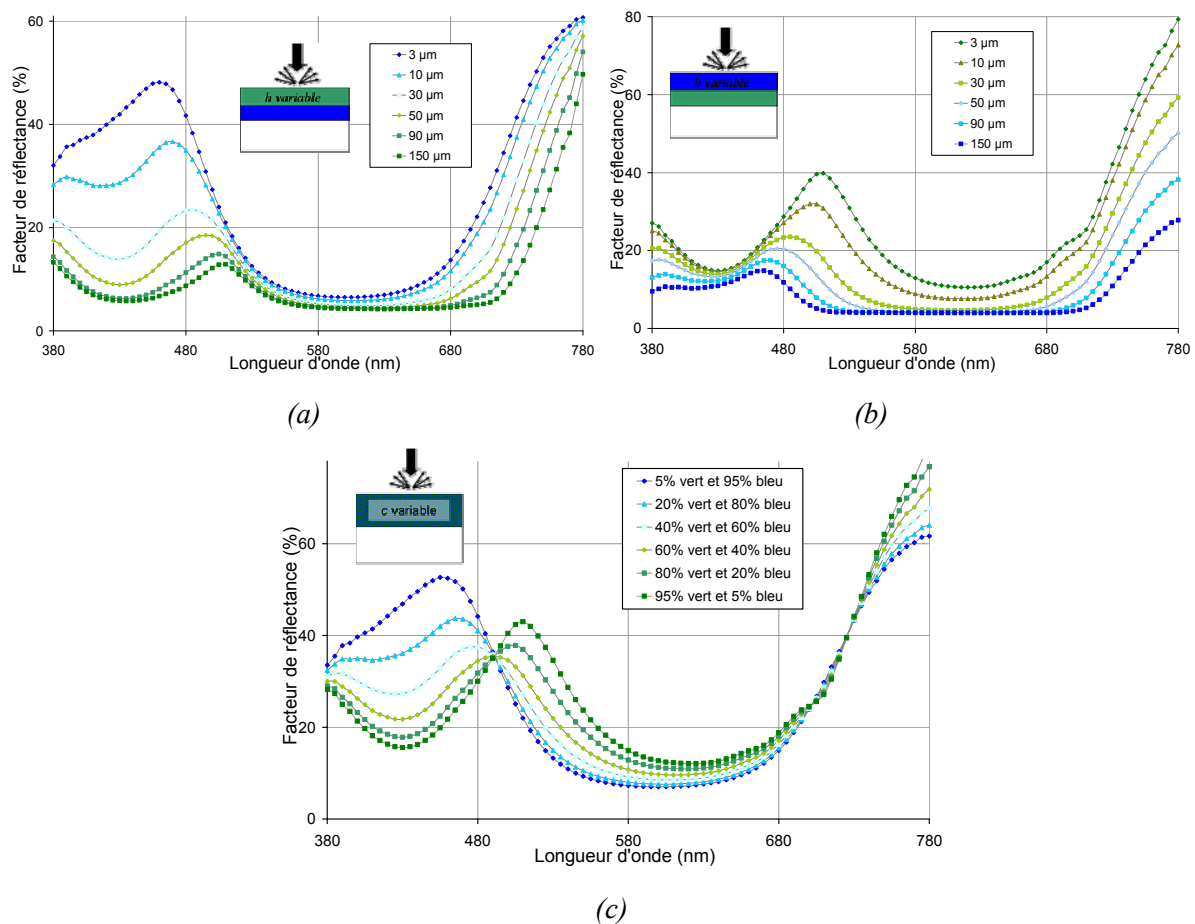 60
40
20
0
Facteur de réflectance (%)
h variable
3 µm
10 µm
30 µm
50 µm
90 µm
150 µm
380 480 580 680 780
Longueur d'onde (nm)
(a)
80
60
40
20
0
Facteur de réflectance (%)
h variable
3 µm
10 µm
30 µm
50 µm
90 µm
150 µm
380 480 580 680 780
Longueur d'onde (nm)
(b)
60
40
20
0
Facteur de réflectance (%)
c variable
5% vert et 95% bleu
20% vert et 80% bleu
40% vert et 60% bleu
60% vert et 40% bleu
80% vert et 20% bleu
95% vert et 5% bleu
380 480 580 680 780
Longueur d'onde (nm)
(c)